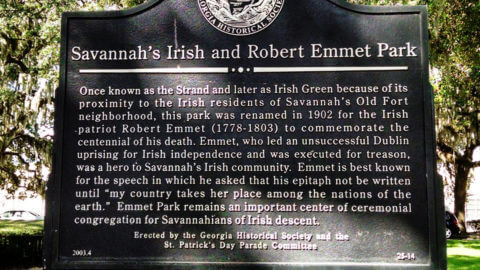 GEORGIA HISTORICAL SOCIETY
Savannah's Irish and Robert Emmet Park
Once known as the Strand and later as Irish Green because of its
proximity to the Irish residents of Savannah's Old Fort
neighborhood, this park was renamed in 1902 for the Irish
patriot Robert Emmet (1778-1803) to commemorate the
centennial of his death. Emmet, who led an unsuccessful Dublin
uprising for Irish independence and was executed for treason,
was a hero to Savannah's Irish community. Emmet is best known
for the speech in which he asked that his epitaph not be written
until "my country takes her place among the nations of the
earth." Emmet Park remains an important center of ceremonial
congregation for Savannahians of Irish descent.
Erected by the Georgia Historical Society and the
St. Patrick's Day Parade Committee
2003.4 25-14